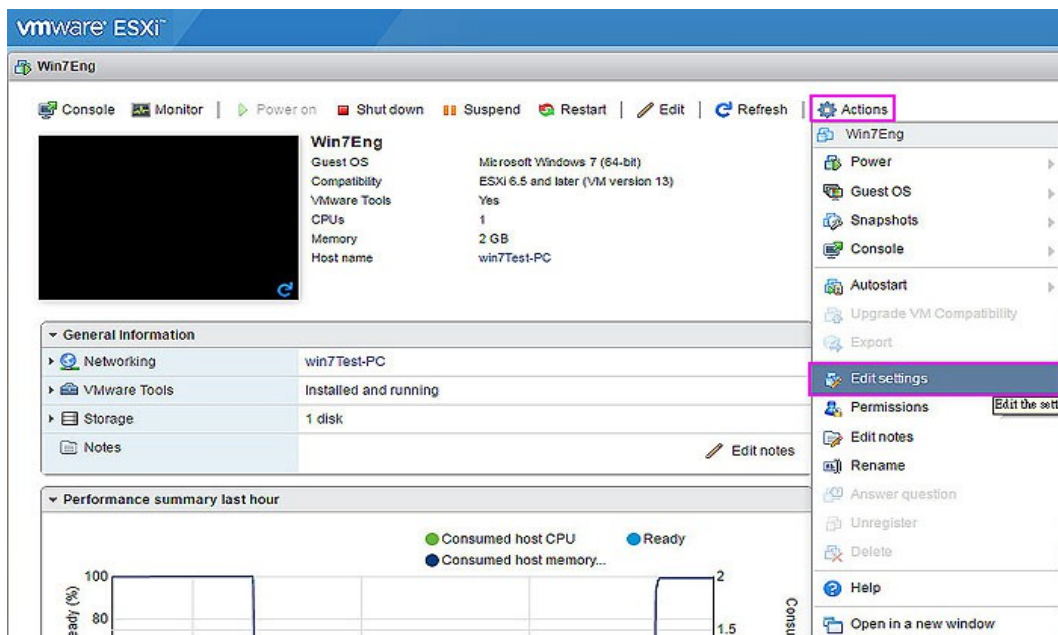 vmware ESXi™
Win7Eng
Console Monitor Power on Shut down Suspend Restart Edit Refresh Actions
Win7Eng
Guest OS Microsoft Windows 7 (64-bit)
Compatibility ESXi 6.5 and later (VM version 13)
VMware Tools Yes
CPUs 1
Memory 2 GB
Host name win7Test-PC
General Information
Networking win7Test-PC
VMware Tools Installed and running
Storage 1 disk
Notes Edit notes
Performance summary last hour
Consumed host CPU Ready
Consumed host memory...
100 2
80 1.5
eady (%)
Consu
Win7Eng
Power
Guest OS
Snapshots
Console
Autostart
Upgrade VM Compatibility
Export
Edit settings
Permissions
Edit the sett
Edit notes
Rename
Answer question
Unregister
Delete
Help
Open in a new window